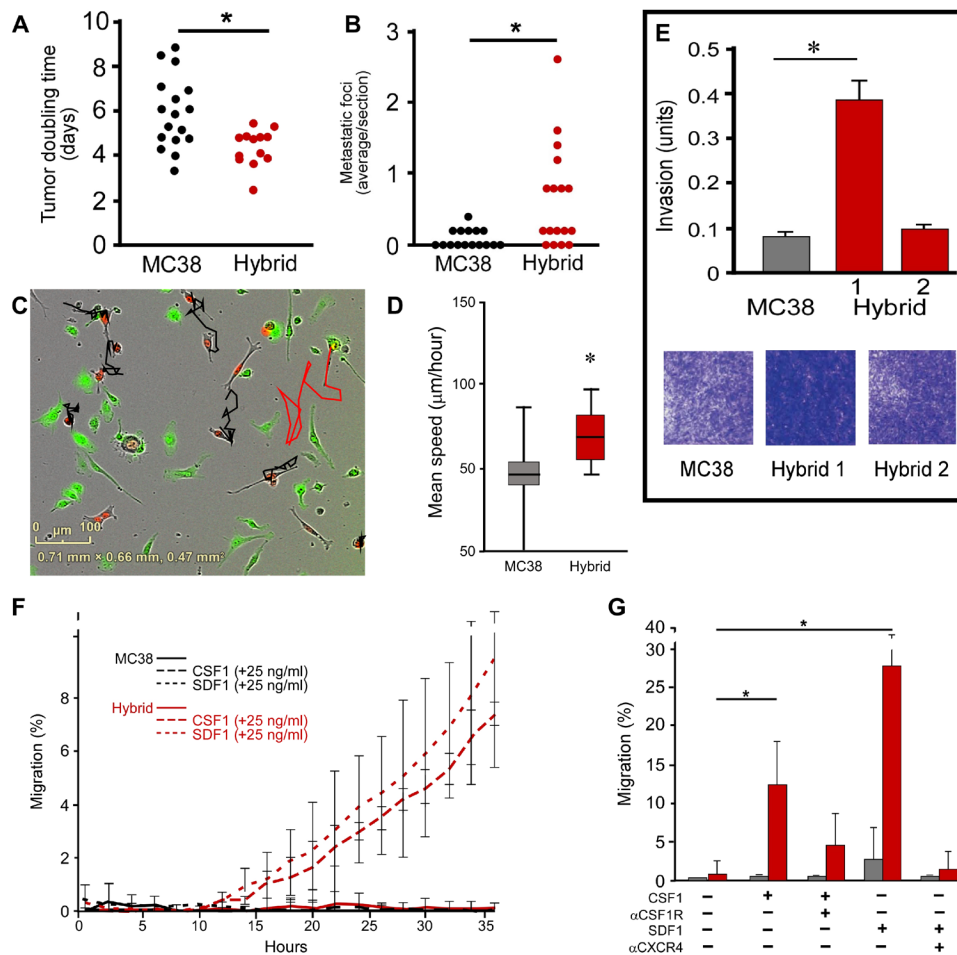 A
Tumor doubling time
(days)
10
8
6
4
2
0
*
MC38
Hybrid
B
Metastatic foci
(average/section)
3
2
1
0
*
MC38
Hybrid
C
0 µm 100
0.71 mm × 0.66 mm, 0.47 mm²
D
Mean speed (µm/hour)
150
100
50
50
*
MC38
Hybrid
E
Invasion (units)
0.5
0.4
0.3
0.2
0.1
0
*
1
2
MC38
Hybrid
MC38
Hybrid 1
Hybrid 2
F
Migration (%)
8
6
4
2
0
MC38
CSF1 (+25 ng/ml)
SDF1 (+25 ng/ml)
Hybrid
CSF1 (+25 ng/ml)
SDF1 (+25 ng/ml)
0 5 10 15 20 25 30 35
Hours
G
Migration (%)
40
30
25
20
15
10
5
0
*
*
CSF1 – + + – –
αCSF1R – – + – –
SDF1 – – – + +
αCXCR4 – – – – +